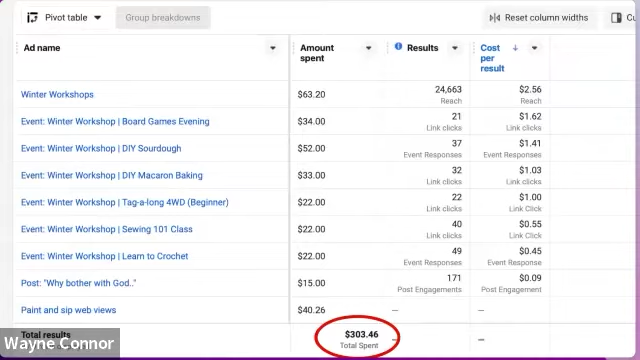 Pivot table
Group breakdowns
Reset column widths
Cu
Ad name
Amount spent
Results
Cost per result
Winter Workshops $63.20 24,663 $2.56
Reach Reach
Event: Winter Workshop | Board Games Evening $34.00 21 $1.62
Link clicks Link clicks
Event: Winter Workshop | DIY Sourdough $52.00 37 $1.41
Event Responses Event Responses
Event: Winter Workshop | DIY Macaron Baking $33.00 32 $1.03
Link clicks Link clicks
Event: Winter Workshop | Tag-a-long 4WD (Beginner) $22.00 22 $1.00
Link clicks Link Click
Event: Winter Workshop | Sewing 101 Class $22.00 40 $0.55
Link clicks Link Click
Event: Winter Workshop | Learn to Crochet $22.00 49 $0.45
Event Responses Event Response
Post: "Why bother with God.." $15.00 171 $0.09
Post Engagements Post Engagement
Paint and sip web views $40.26 — —
Total results $303.46 — —
Total Spent
Wayne Connor